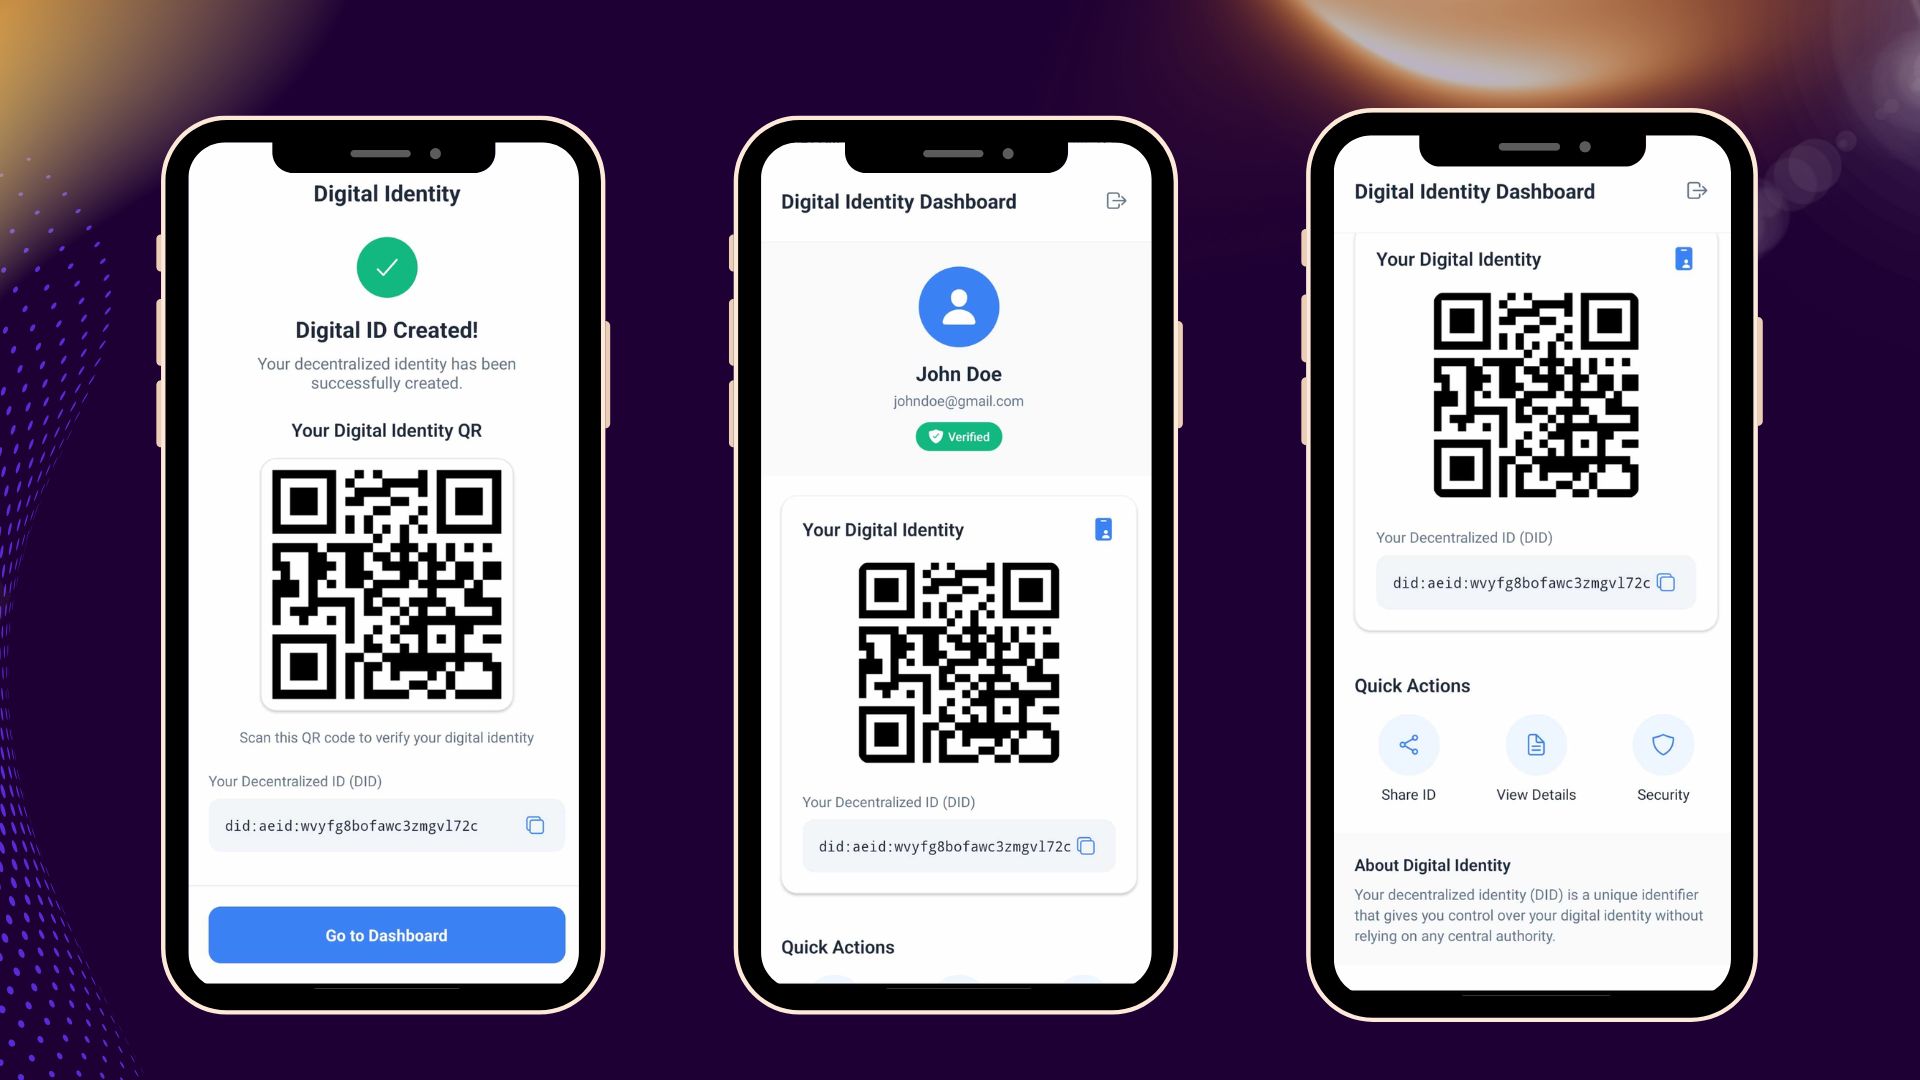 Digital Identity
Digital ID Created!
Your decentralized identity has been
successfully created.
Your Digital Identity QR
Scan this QR code to verify your digital identity
Your Decentralized ID (DID)
did:aeid:wvyfg8bofawc3zmgvl72c
Go to Dashboard
Digital Identity Dashboard
John Doe
johndoe@gmail.com
Verified
Your Digital Identity
Your Decentralized ID (DID)
did:aeid:wvyfg8bofawc3zmgvl72c
Quick Actions
Digital Identity Dashboard
Your Digital Identity
Your Decentralized ID (DID)
did:aeid:wvyfg8bofawc3zmgvl72c
Quick Actions
Share ID
View Details
Security
About Digital Identity
Your decentralized identity (DID) is a unique identifier
that gives you control over your digital identity without
relying on any central authority.